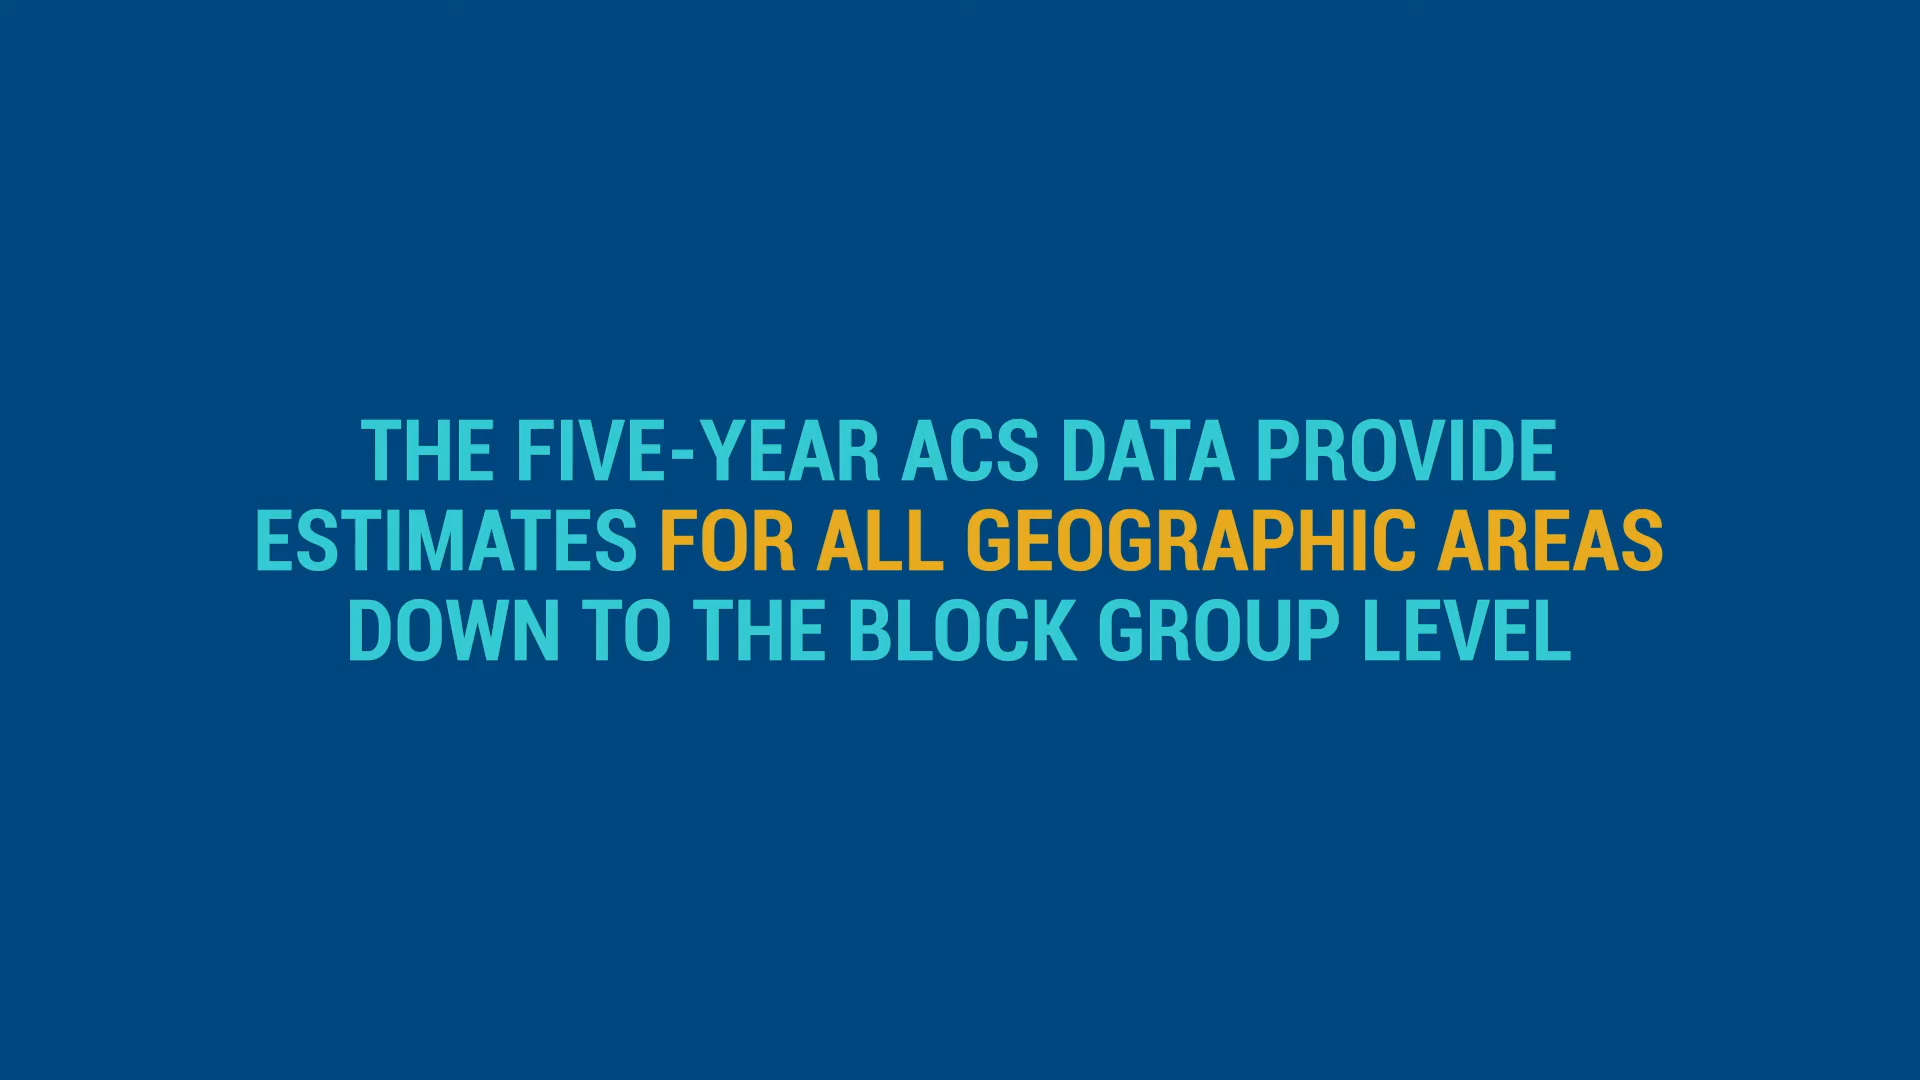 THE FIVE-YEAR ACS DATA PROVIDE
ESTIMATES FOR ALL GEOGRAPHIC AREAS
DOWN TO THE BLOCK GROUP LEVEL